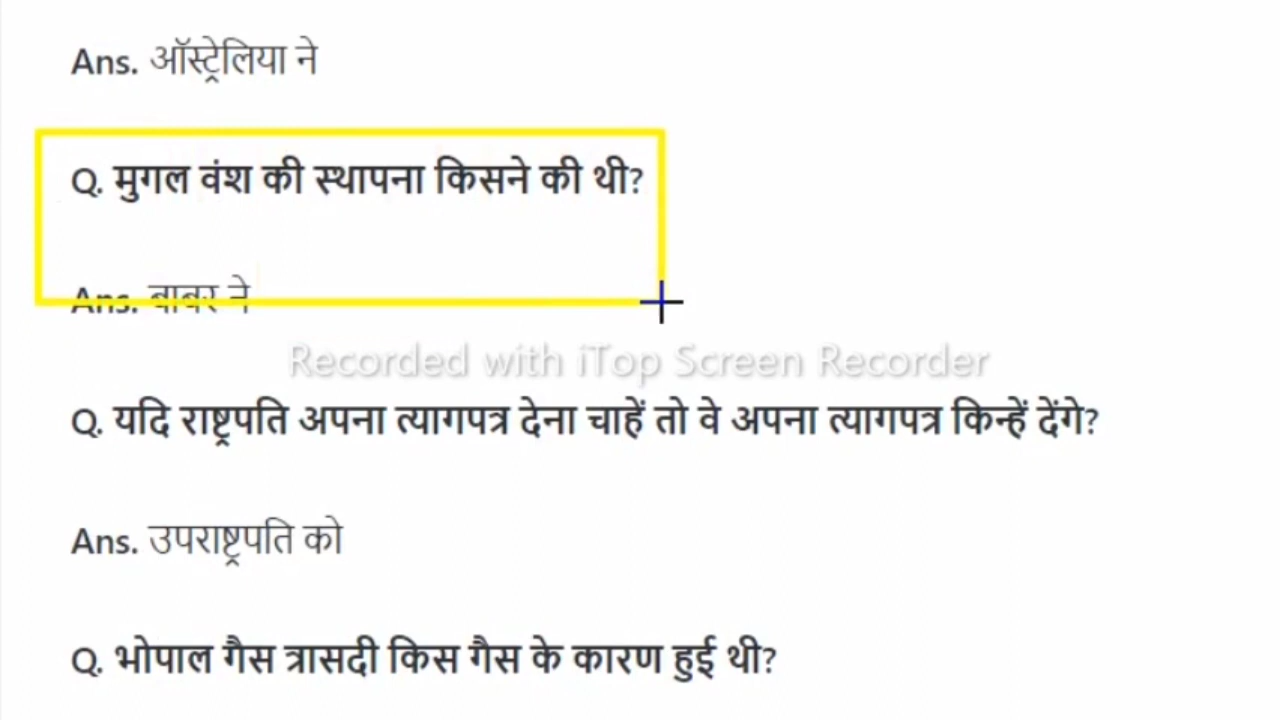 Ans. ऑस्ट्रेलिया ने
Q. मुगल वंश की स्थापना किसने की थी?
Ans. बाबर ने
Recorded with iTop Screen Recorder
Q. यदि राष्ट्रपति अपना त्यागपत्र देना चाहें तो वे अपना त्यागपत्र किन्हें देंगे?
Ans. उपराष्ट्रपति को
Q. भोपाल गैस त्रासदी किस गैस के कारण हुई थी?